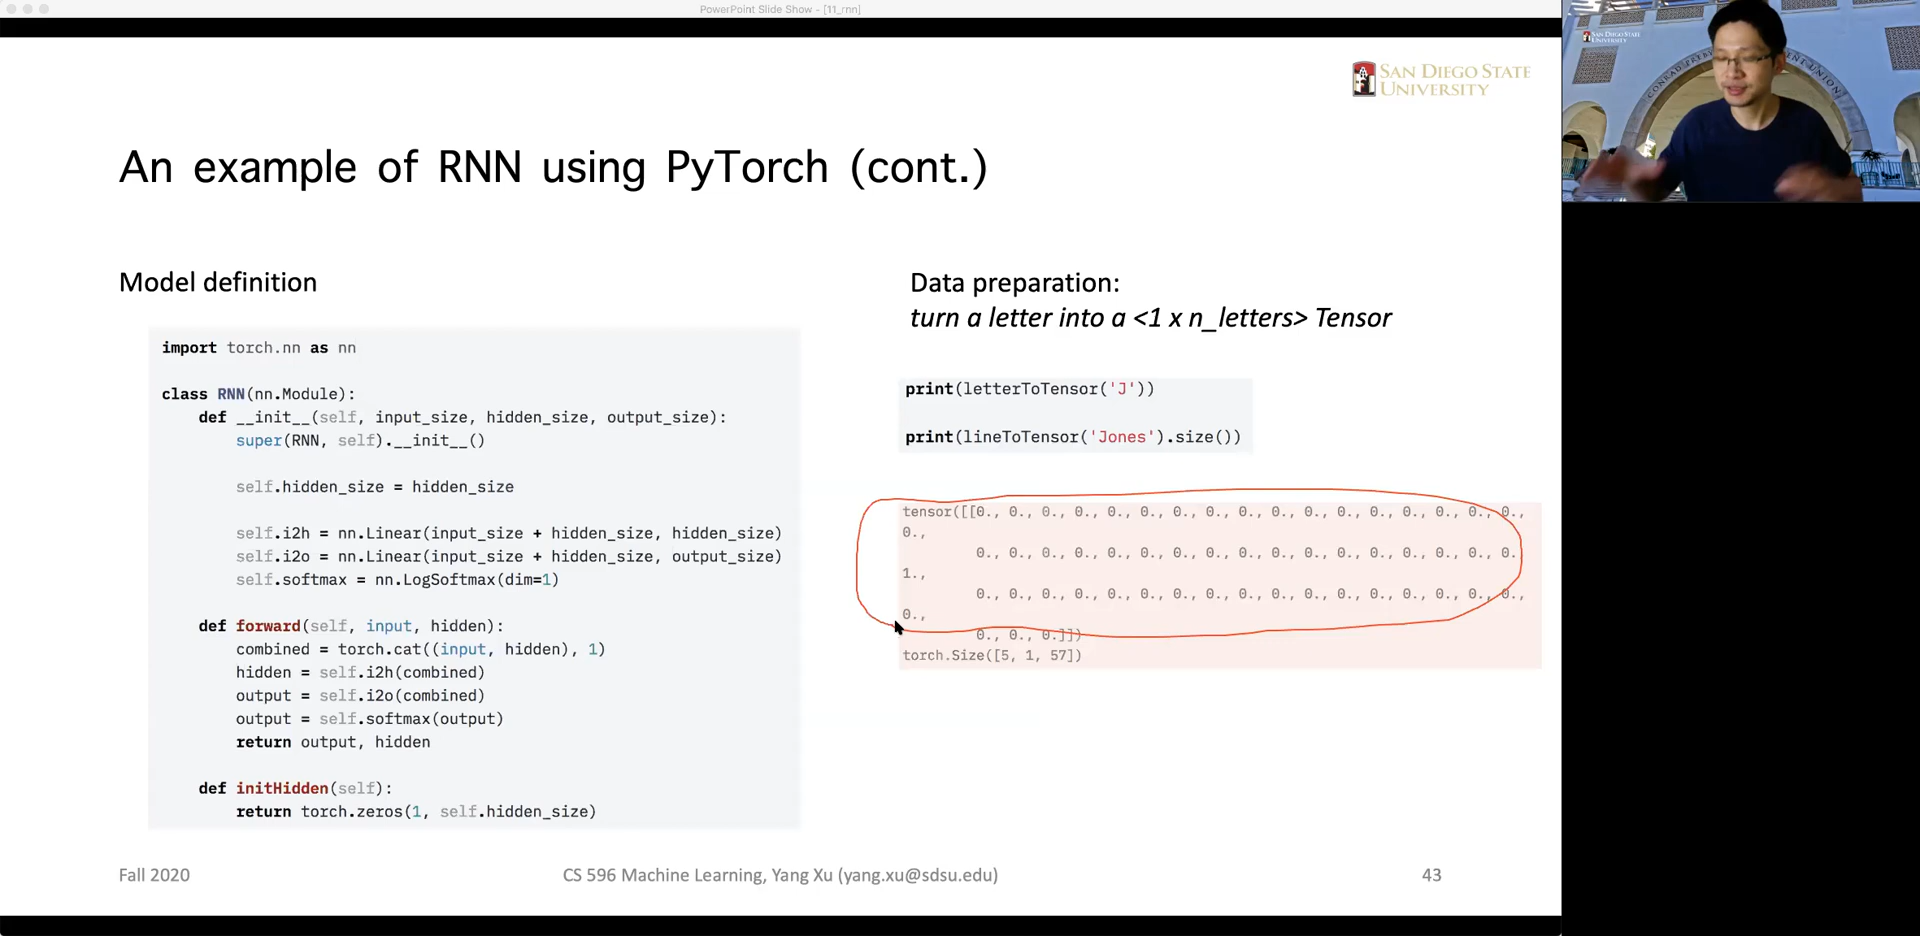 PowerPoint Slide Show - [11_rnn]
SAN DIEGO STATE
UNIVERSITY
SAN DIEGO STATE
UNIVERSITY
An example of RNN using PyTorch (cont.)
Model definition
import torch.nn as nn
class RNN(nn.Module):
def __init__(self, input_size, hidden_size, output_size):
super(RNN, self).__init__()
self.hidden_size = hidden_size
self.i2h = nn.Linear(input_size + hidden_size, hidden_size)
self.i2o = nn.Linear(input_size + hidden_size, output_size)
self.softmax = nn.LogSoftmax(dim=1)
def forward(self, input, hidden):
combined = torch.cat((input, hidden), 1)
hidden = self.i2h(combined)
output = self.i2o(combined)
output = self.softmax(output)
return output, hidden
def initHidden(self):
return torch.zeros(1, self.hidden_size)
Data preparation:
turn a letter into a <1 x n_letters> Tensor
print(letterToTensor('J'))
print(lineToTensor('Jones').size())
tensor([[0., 0., 0., 0., 0., 0., 0., 0., 0., 0., 0., 0., 0., 0., 0., 0., 0.,
0.,
0., 0., 0., 0., 0., 0., 0., 0., 0., 0., 0., 0., 0., 0., 0., 0., 0.
1.,
0., 0., 0., 0., 0., 0., 0., 0., 0., 0., 0., 0., 0., 0., 0., 0., 0.,
0.,
0., 0., 0.]])
torch.Size([5, 1, 57])
Fall 2020
CS 596 Machine Learning, Yang Xu (yang.xu@sdsu.edu)
43